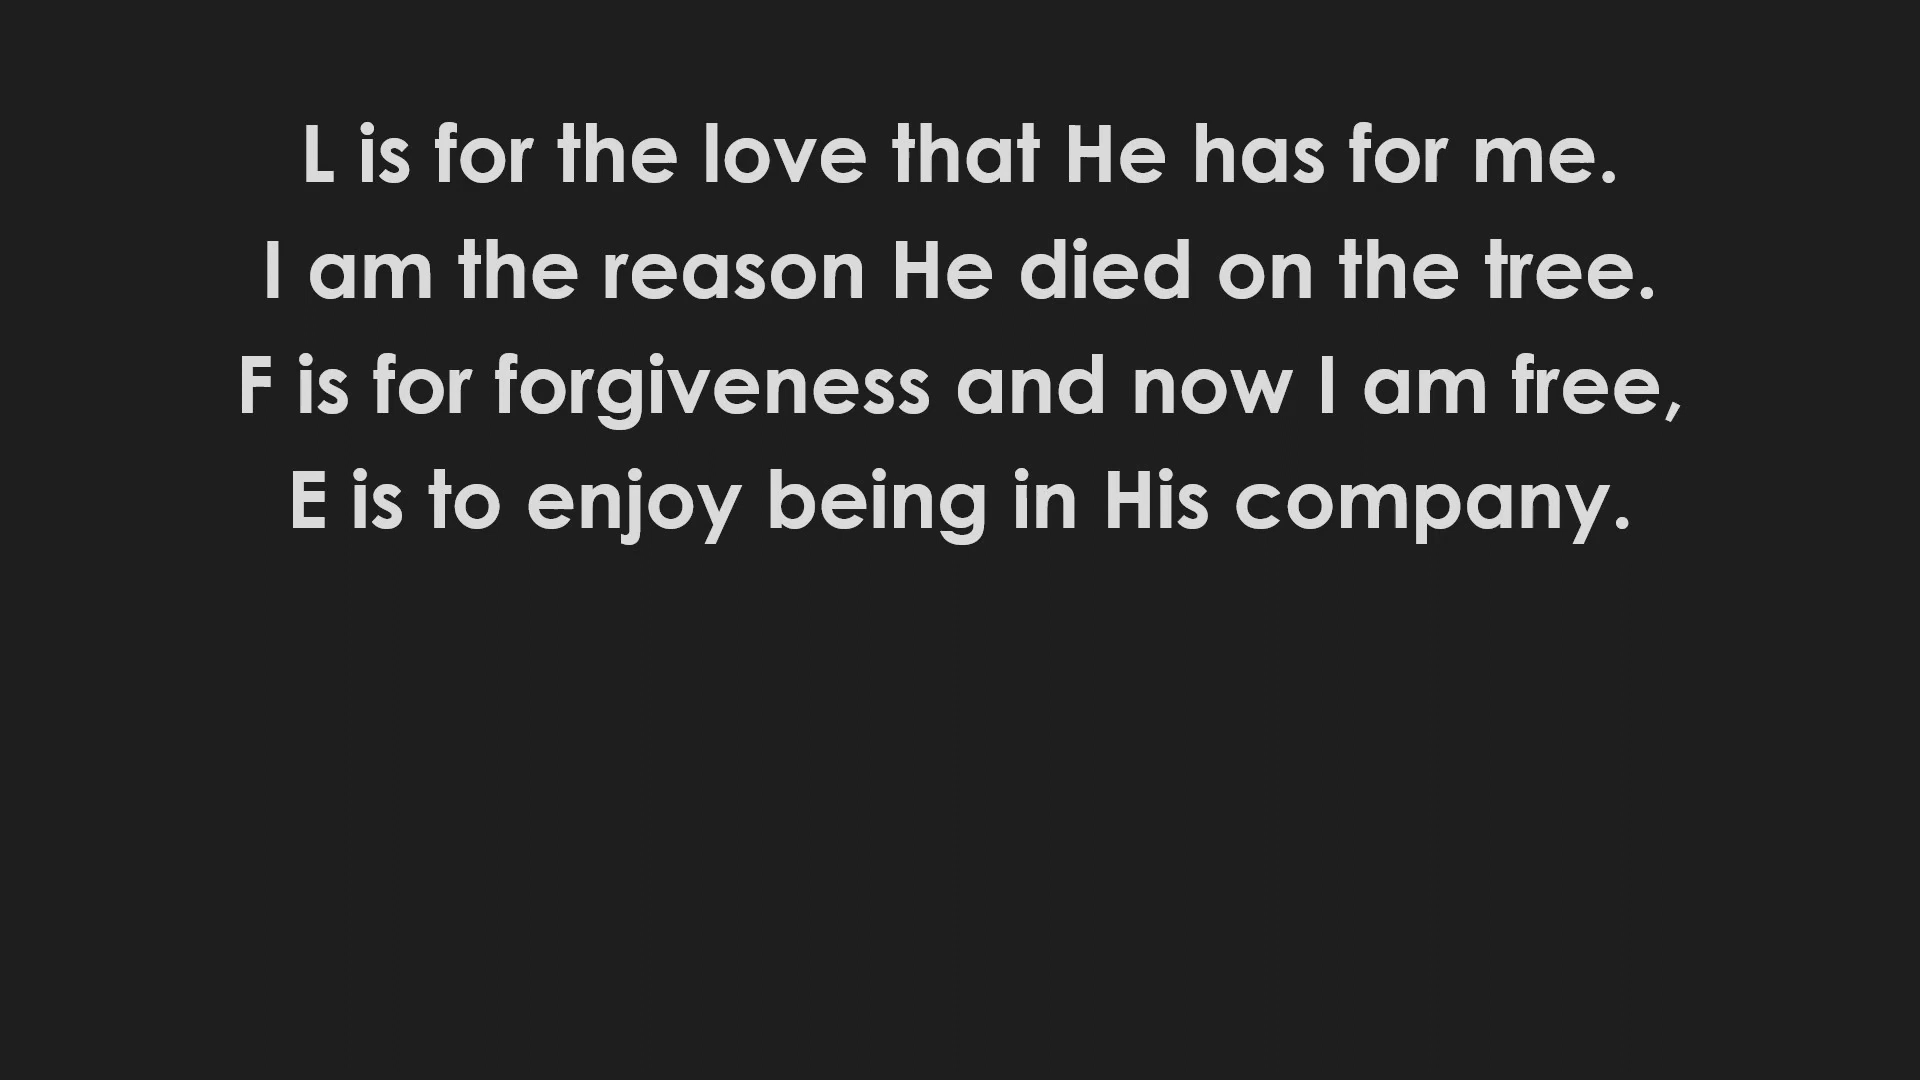 L is for the love that He has for me.
I am the reason He died on the tree.
F is for forgiveness and now I am free,
E is to enjoy being in His company.